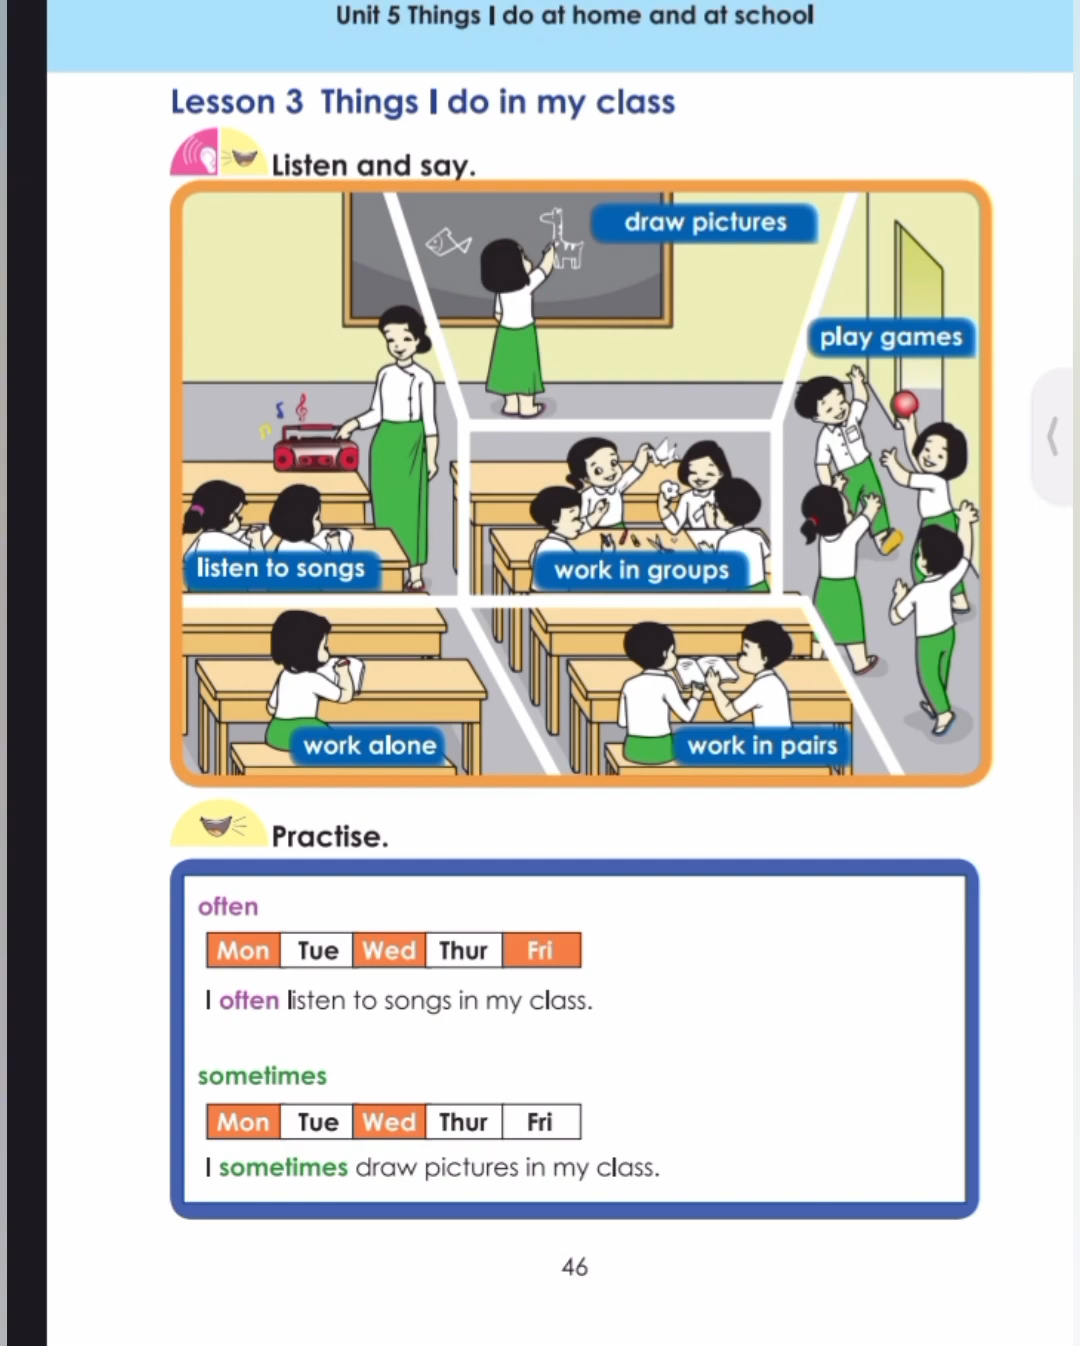 Unit 5 Things I do at home and at school
Lesson 3 Things I do in my class
Listen and say.
draw pictures
play games
listen to songs
work in groups
work alone
work in pairs
Practise.
often
Mon Tue Wed Thur Fri
I often listen to songs in my class.
sometimes
Mon Tue Wed Thur Fri
I sometimes draw pictures in my class.
46